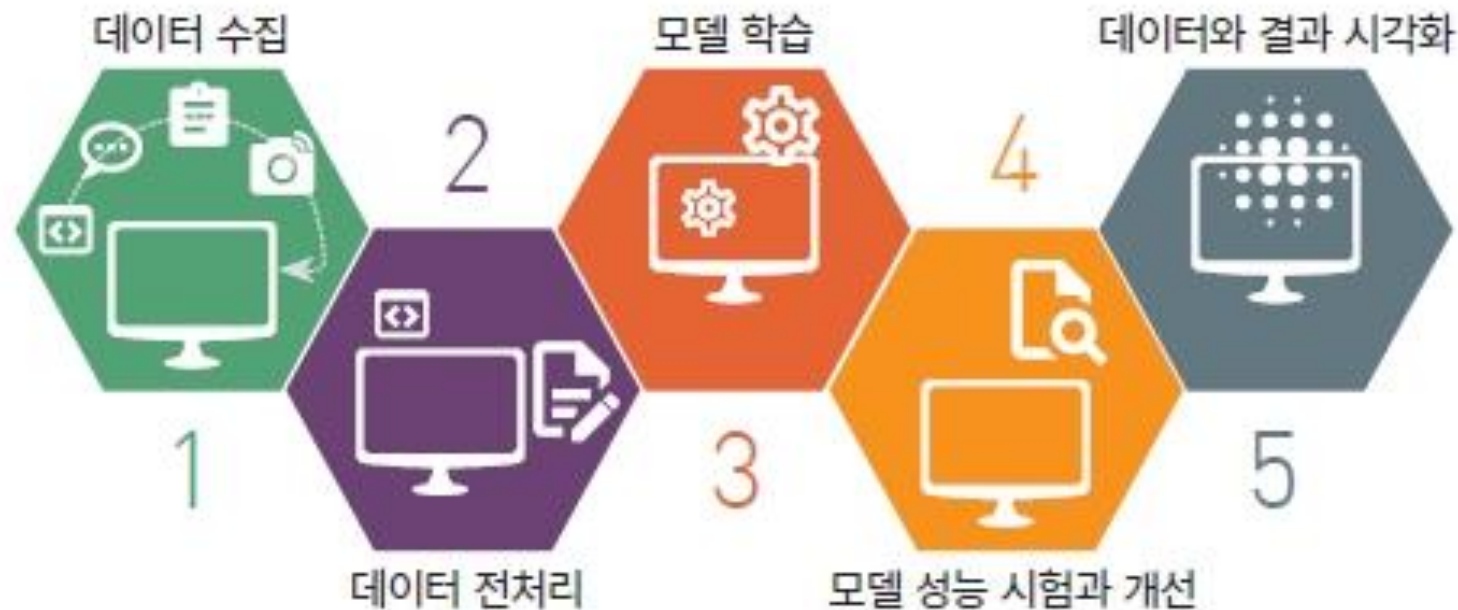 데이터 수집
1
2
데이터 전처리
모델 학습
3
4
모델 성능 시험과 개선
데이터와 결과 시각화
5